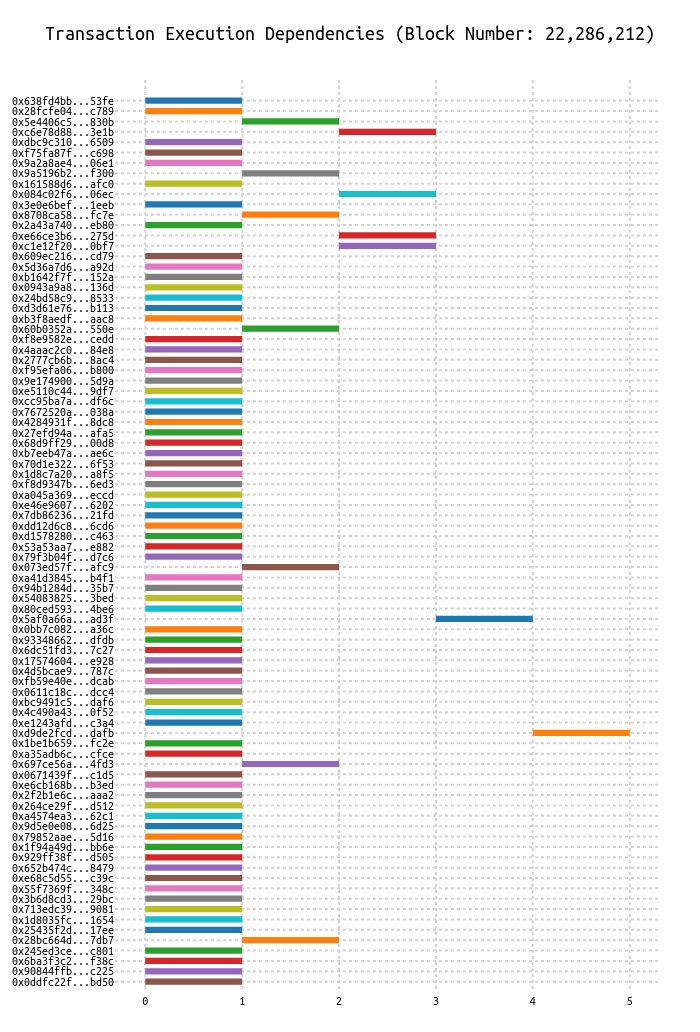 Transaction Execution Dependencies (Block Number: 22,286,212)
0x638fd4bb...53fe
0x28fcfe04...c789
0x5e4406c5...830b
0xc6e78d88...3e1b
0xdbc9c310...6509
0xf75fa87f...c698
0x9a2a8ae4...06e1
0x9a5196b2...f300
0x161588d6...afc0
0x084c02f6...06ec
0x3e0e6bef...1eeb
0x8708ca58...fc7e
0x2a43a740...eb80
0xe66ce3b6...275d
0xc1e12f20...0bf7
0x609ec216...cd79
0x5d36a7d6...a92d
0xb1642f7f...152a
0x0943a9a8...136d
0x24bd58c9...8533
0xd3d61e76...b113
0xb3f8aedf...aac8
0x60b0352a...550e
0xf8e9582e...cedd
0x4aaac2c0...84e8
0x2777cb6b...8ac4
0xf95efa06...b800
0x9e174900...5d9a
0xe5110c44...9df7
0xcc95ba7a...df6c
0x7672520a...038a
0x4284931f...8dc8
0x27efd94a...afa5
0x68d9ff29...00d8
0xb7eeb47a...ae6c
0x70d1e322...6f53
0x1d8c7a20...a8f5
0xf8d9347b...6ed3
0xa045a369...eccd
0xe46e9607...6202
0x7db86236...21fd
0xdd12d6c8...6cd6
0xd1578280...c463
0x53a53aa7...e882
0x79f3b04f...d7c6
0x073ed57f...afc9
0xa41d3845...b4f1
0x94b1284d...35b7
0x54083825...3bed
0x80ced593...4be6
0x5af0a66a...ad3f
0x0bb7c082...a36c
0x93348662...dfdb
0x6dc51fd3...7c27
0x17574604...e928
0x4d5bcae9...787c
0xfb59e40e...dcab
0x0611c18c...dcc4
0xbc9491c5...daf6
0x4c490a43...0f52
0xe1243afd...c3a4
0xd9de2fcd...dafb
0x1be1b659...fc2e
0xa35adb6c...cfce
0x697ce56a...4fd3
0x0671439f...c1d5
0xe6cb168b...b3ed
0x2f2b1e6c...aaa2
0x264ce29f...d512
0xa4574ea3...62c1
0x9d5e0e08...6d25
0x79852aae...5d16
0x1f94a49d...bb6e
0x929ff38f...d505
0x652b474c...8479
0xe68c5d55...c39c
0x55f7369f...348c
0x3b6d8cd3...29bc
0x713edc39...9081
0x1d8035fc...1654
0x25435f2d...17ee
0x28bc664d...7db7
0x245ed3ce...c801
0x6ba3f3c2...f38c
0x90844ffb...c225
0x0ddfc22f...bd50
0 1 2 3 4 5